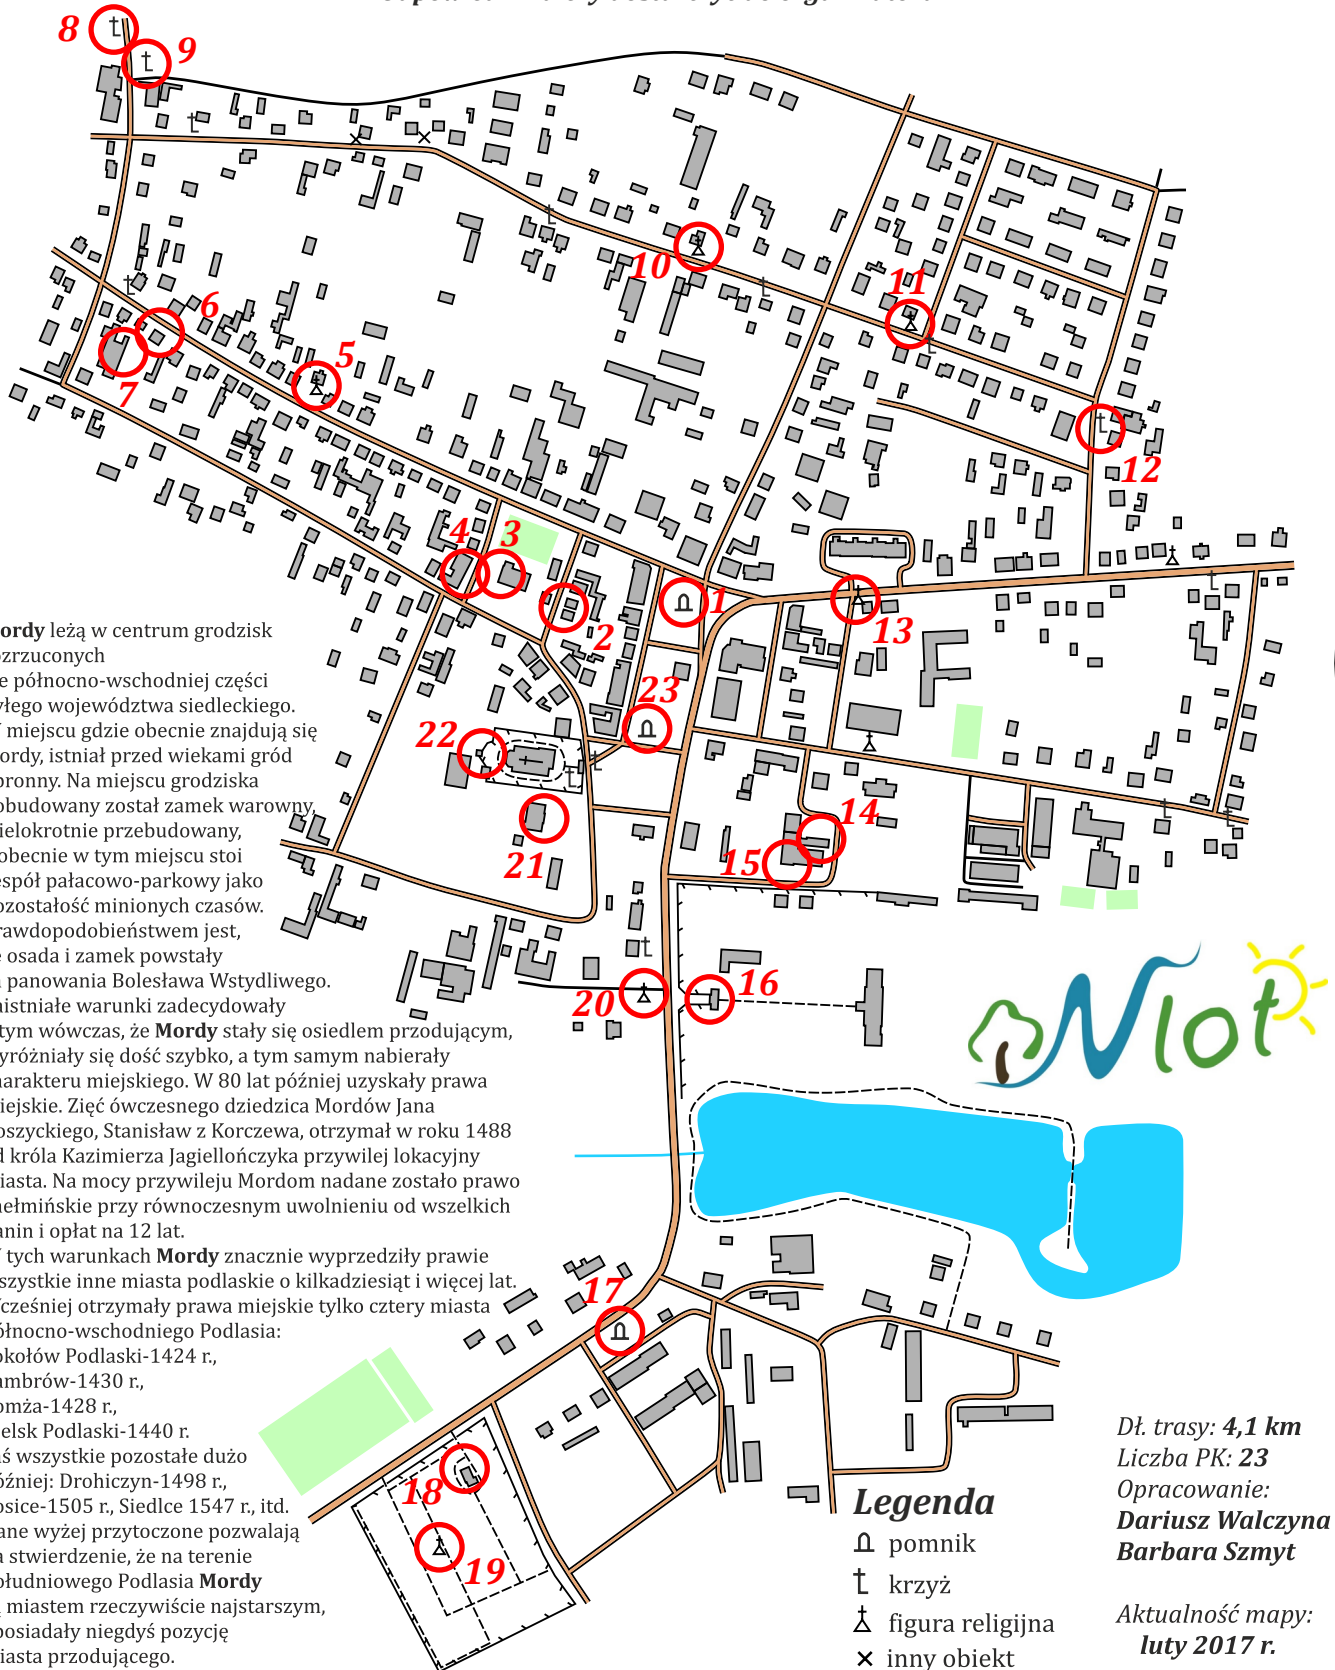 8
9
10
11
6
5
7
12
4
3
1
2
13
23
22
14
15
21
16
20
17
18
19
ordy leżą w centrum grodzisk
ozrzuconych
e północno-wschodniej części
yłego województwa siedleckiego.
miejscu gdzie obecnie znajdują się
ordy, istniał przed wiekami gród
bronny. Na miejscu grodziska
obudowany został zamek warowny,
ielokrotnie przebudowany,
obecnie w tym miejscu stoi
espół pałacowo-parkowy jako
ozostałość minionych czasów.
rawdopodobieństwem jest,
e osada i zamek powstały
a panowania Bolesława Wstydliwego.
aistniałe warunki zadecydowały
tym wówczas, że Mordy stały się osiedlem przodującym,
yróżniały się dość szybko, a tym samym nabierały
harakteru miejskiego. W 80 lat później uzyskały prawa
iejskie. Zięć ówczesnego dziedzica Mordów Jana
oszyckiego, Stanisław z Korczewa, otrzymał w roku 1488
d króla Kazimierza Jagiellończyka przywilej lokacyjny
iasta. Na mocy przywileju Mordom nadane zostało prawo
hełmińskie przy równoczesnym uwolnieniu od wszelkich
anin i opłat na 12 lat.
tych warunkach Mordy znacznie wyprzedziły prawie
szystkie inne miasta podlaskie o kilkadziesiąt i więcej lat.
cześniej otrzymały prawa miejskie tylko cztery miasta
ółnocno-wschodniego Podlasia:
okołów Podlaski-1424 r.,
ambrów-1430 r.,
omża-1428 r.,
ielsk Podlaski-1440 r.
aś wszystkie pozostałe dużo
óźniej: Drohiczyn-1498 r.,
osice-1505 r., Siedlce 1547 r., itd.
ane wyżej przytoczone pozwalają
a stwierdzenie, że na terenie
ołudniowego Podlasia Mordy
ą miastem rzeczywiście najstarszym,
posiadały niegdyś pozycję
iasta przodującego.
Nlot
Legenda
pomnik
krzyż
figura religijna
inny obiekt
Dł. trasy: 4,1 km
Liczba PK: 23
Opracowanie:
Dariusz Walczyna
Barbara Szmyt
Aktualność mapy:
luty 2017 r.